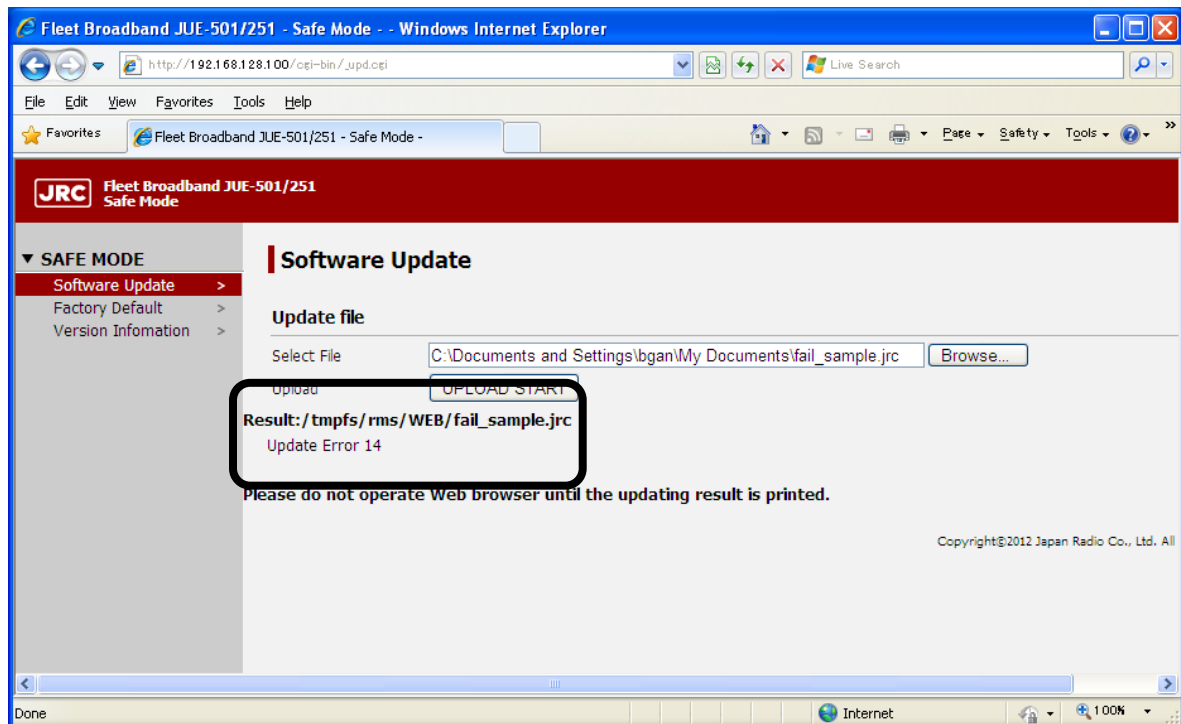 Fleet Broadband JUE-501/251 - Safe Mode - - Windows Internet Explorer
http://192.168.128.100/cgi-bin/_upd.cgi
Live Search
File Edit View Favorites Tools Help
Favorites Fleet Broadband JUE-501/251 - Safe Mode - Page Safety Tools »
JRC Fleet Broadband JUE-501/251
Safe Mode
▼ SAFE MODE
Software Update >
Factory Default >
Version Infomation >
Software Update
Update file
Select File C:\Documents and Settings\bgan\My Documents\fail_sample.jrc Browse...
Upload UPLOAD START
Result:/tmpfs/rms/WEB/fail_sample.jrc
Update Error 14
Please do not operate Web browser until the updating result is printed.
Copyright©2012 Japan Radio Co., Ltd. All
Done Internet 100%